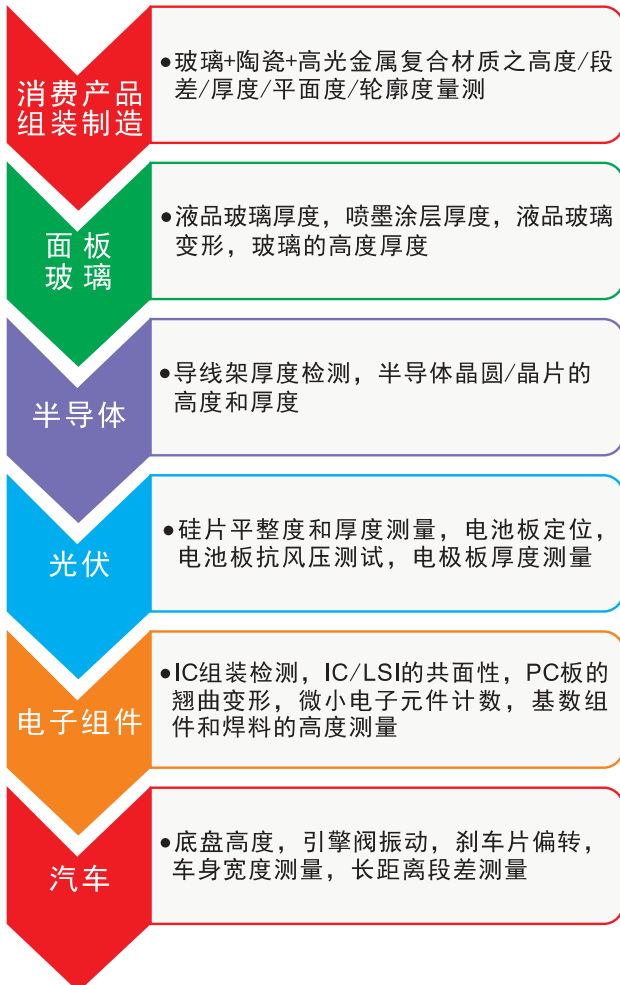 消费产品
组装制造
•玻璃+陶瓷+高光金属复合材质之高度/段
差/厚度/平面度/轮廓度量测
面板
玻璃
•液品玻璃厚度，喷墨涂层厚度，液品玻璃
变形，玻璃的高度厚度
半导体
•导线架厚度检测，半导体晶圆/晶片的
高度和厚度
光伏
•硅片平整度和厚度测量，电池板定位，
电池板抗风压测试，电极板厚度测量
电子组件
•IC组装检测，IC/LSI的共面性，PC板的
翘曲变形，微小电子元件计数，基数组
件和焊料的高度测量
汽车
•底盘高度，引擎阀振动，刹车片偏转，
车身宽度测量，长距离段差测量